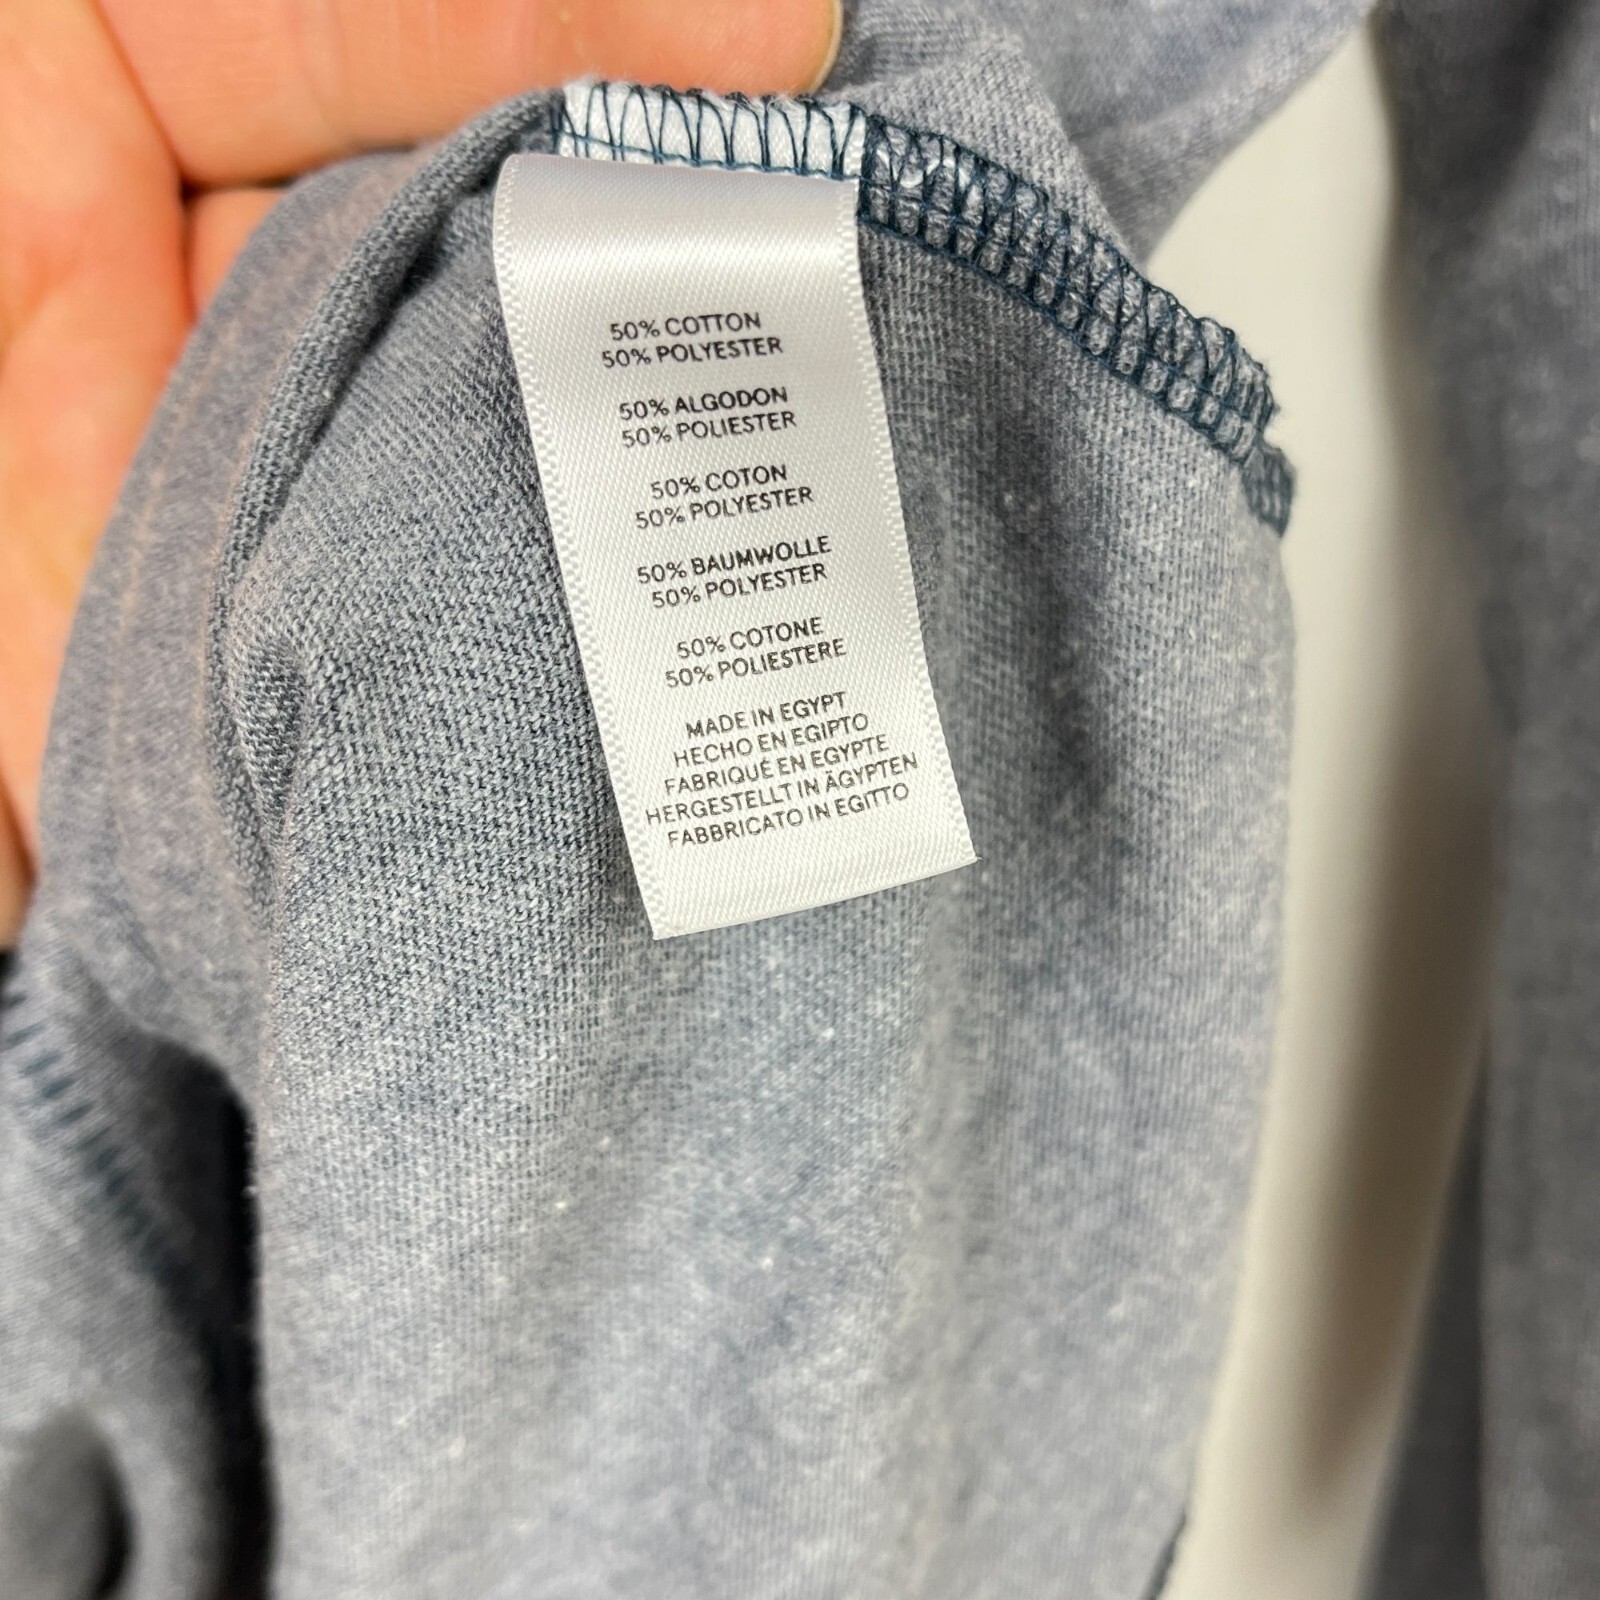 50% COTTON
50% POLYESTER
50% ALGODON
50% POLIESTER
50% COTON
50% POLYESTER
50% BAUMWOLLE
50% POLYESTER
50% COTONE
50% POLIESTERE
MADE IN EGYPT
HECHO EN EGIPTO
FABRIQUÉ EN EGYPTE
HERGESTELLT IN ÄGYPTEN
FABBRICATO IN EGITTO